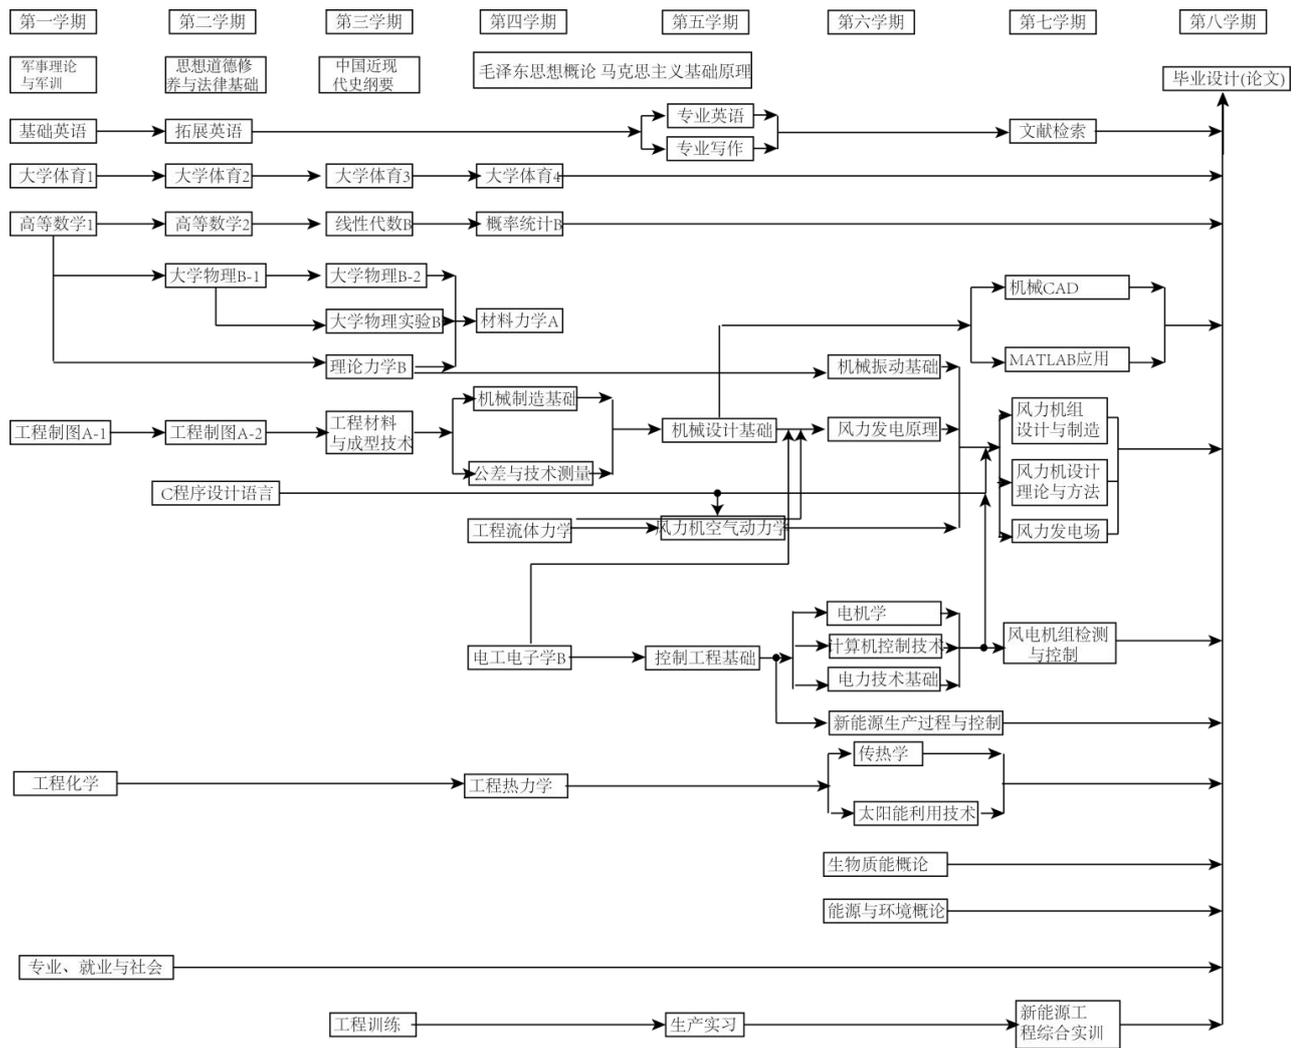 第一学期
第二学期
第三学期
第四学期
第五学期
第六学期
第七学期
第八学期
军事理论
与军训
思想道德修
养与法律基础
中国近现
代史纲要
毛泽东思想概论 马克思主义基础原理
毕业设计(论文)
基础英语
拓展英语
专业英语
专业写作
文献检索
大学体育1
大学体育2
大学体育3
大学体育4
高等数学1
高等数学2
线性代数B
概率统计B
大学物理B-1
大学物理B-2
机械CAD
大学物理实验B
材料力学A
理论力学B
机械振动基础
MATLAB应用
机械制造基础
工程制图A-1
工程制图A-2
工程材料
与成型技术
机械设计基础
风力发电原理
风力机组
设计与制造
公差与技术测量
风力机设计
理论与方法
C程序设计语言
工程流体力学
风力机空气动力学
风力发电场
电机学
电工电子学B
控制工程基础
计算机控制技术
风电机组检测
与控制
电力技术基础
新能源生产过程与控制
传热学
工程化学
工程热力学
太阳能利用技术
生物质能概论
能源与环境概论
专业、就业与社会
工程训练
生产实习
新能源工
程综合实训